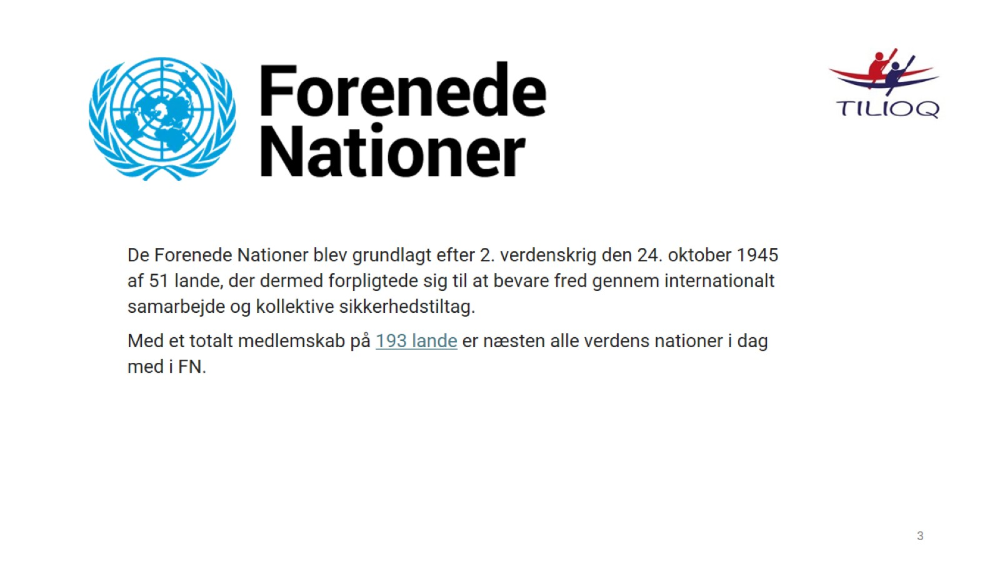 Forenede
Nationer
TILIOQ
De Forenede Nationer blev grundlagt efter 2. verdenskrig den 24. oktober 1945
af 51 lande, der dermed forpligtede sig til at bevare fred gennem internationalt
samarbejde og kollektive sikkerhedstiltag.
Med et totalt medlemskab på 193 lande er næsten alle verdens nationer i dag
med i FN.
3